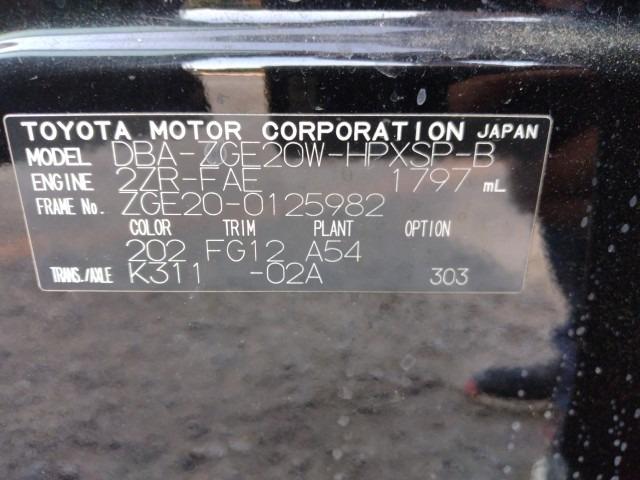 TOYOTA MOTOR CORPORATION JAPAN
MODEL DBA-ZGE20W-HPXSP-B
ENGINE 2ZR-FAE 1797 mL
FRAME No. ZGE20-0125982
COLOR TRIM PLANT OPTION
202 FG12 A54
TRANS./AXLE K311 -02A 303